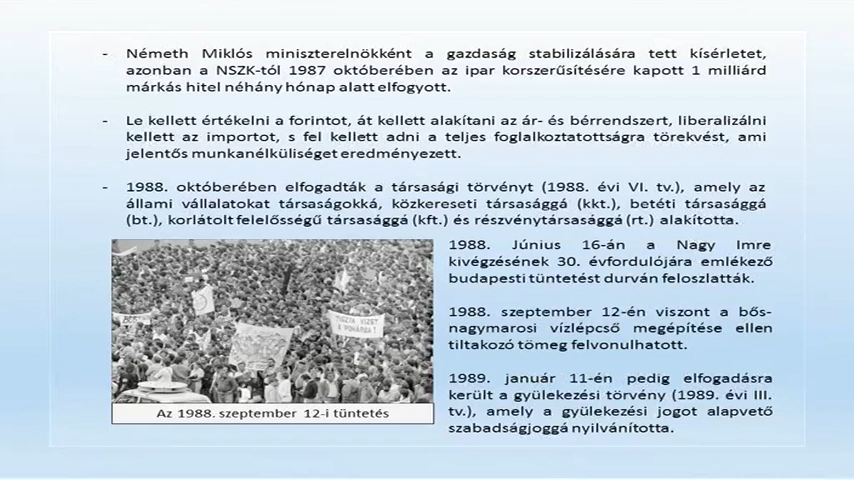 - Németh Miklós miniszterelnökként a gazdaság stabilizálására tett kísérletet,
azonban a NSZK-tól 1987 októberében az ipar korszerűsítésére kapott 1 milliárd
márkás hitel néhány hónap alatt elfogyott.
- Le kellett értékelni a forintot, át kellett alakítani az ár- és bérrendszert, liberalizálni
kellett az importot, s fel kellett adni a teljes foglalkoztatottságra törekvést, ami
jelentős munkanélküliséget eredményezett.
- 1988. októberében elfogadták a társasági törvényt (1988. évi VI. tv.), amely az
állami vállalatokat társaságokká, közkereseti társasággá (kkt.), betéti társasággá
(bt.), korlátolt felelősségű társasággá (kft.) és részvénytársasággá (rt.) alakította.
TISZTA VIZET
A POHÁRBA!
Az 1988. szeptember 12-i tüntetés
1988. Június 16-án a Nagy Imre
kivégzésének 30. évfordulójára emlékező
budapesti tüntetést durván feloszlatták.
1988. szeptember 12-én viszont a bős-
nagymarosi vízlépcső megépítése ellen
tiltakozó tömeg felvonulhatott.
1989. január 11-én pedig elfogadásra
került a gyülekezési törvény (1989. évi III.
tv.), amely a gyülekezési jogot alapvető
szabadságjoggá nyilvánította.